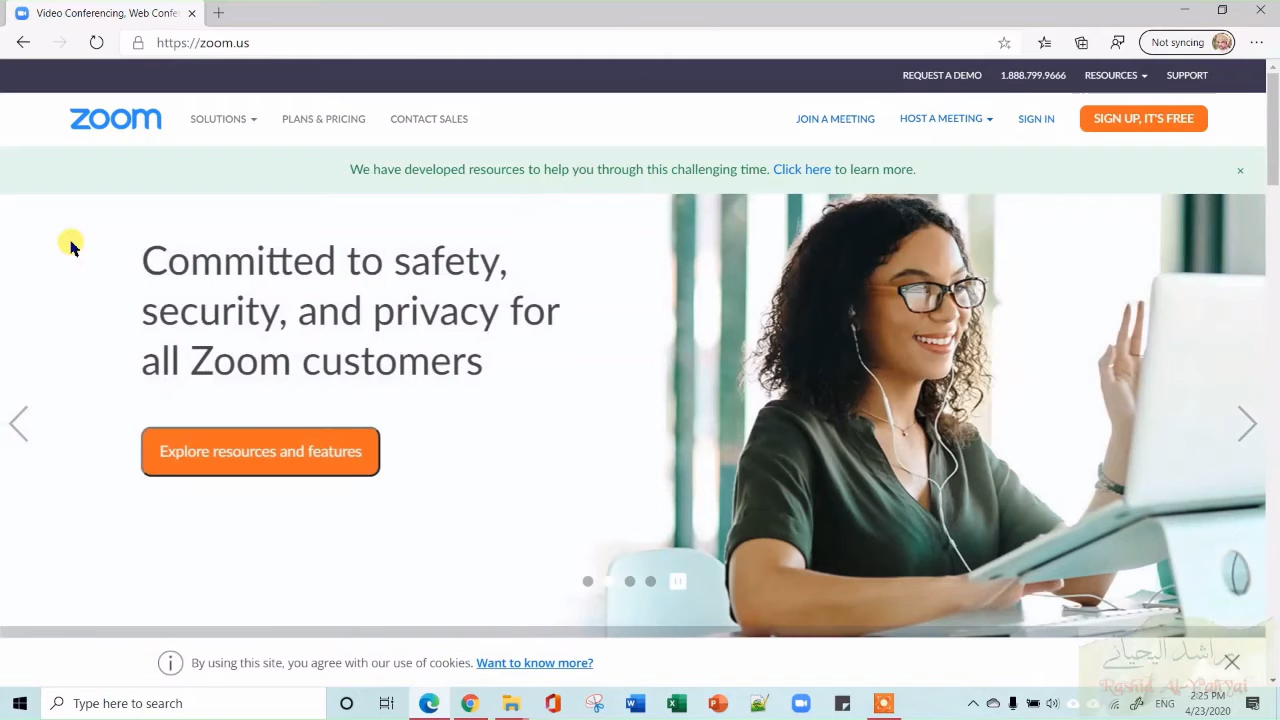 Video Conferencing, Web Confe
https://zoom.us
Not syncing
REQUEST A DEMO 1.888.799.9666 RESOURCES SUPPORT
zoom SOLUTIONS PLANS & PRICING CONTACT SALES JOIN A MEETING HOST A MEETING SIGN IN SIGN UP, IT'S FREE
We have developed resources to help you through this challenging time. Click here to learn more.
Committed to safety,
security, and privacy for
all Zoom customers
Explore resources and features
By using this site, you agree with our use of cookies. Want to know more?
راشد اليحيائي
Rashid Al-Yahyai
Type here to search
ENG
2:25 PM
4/23/2020